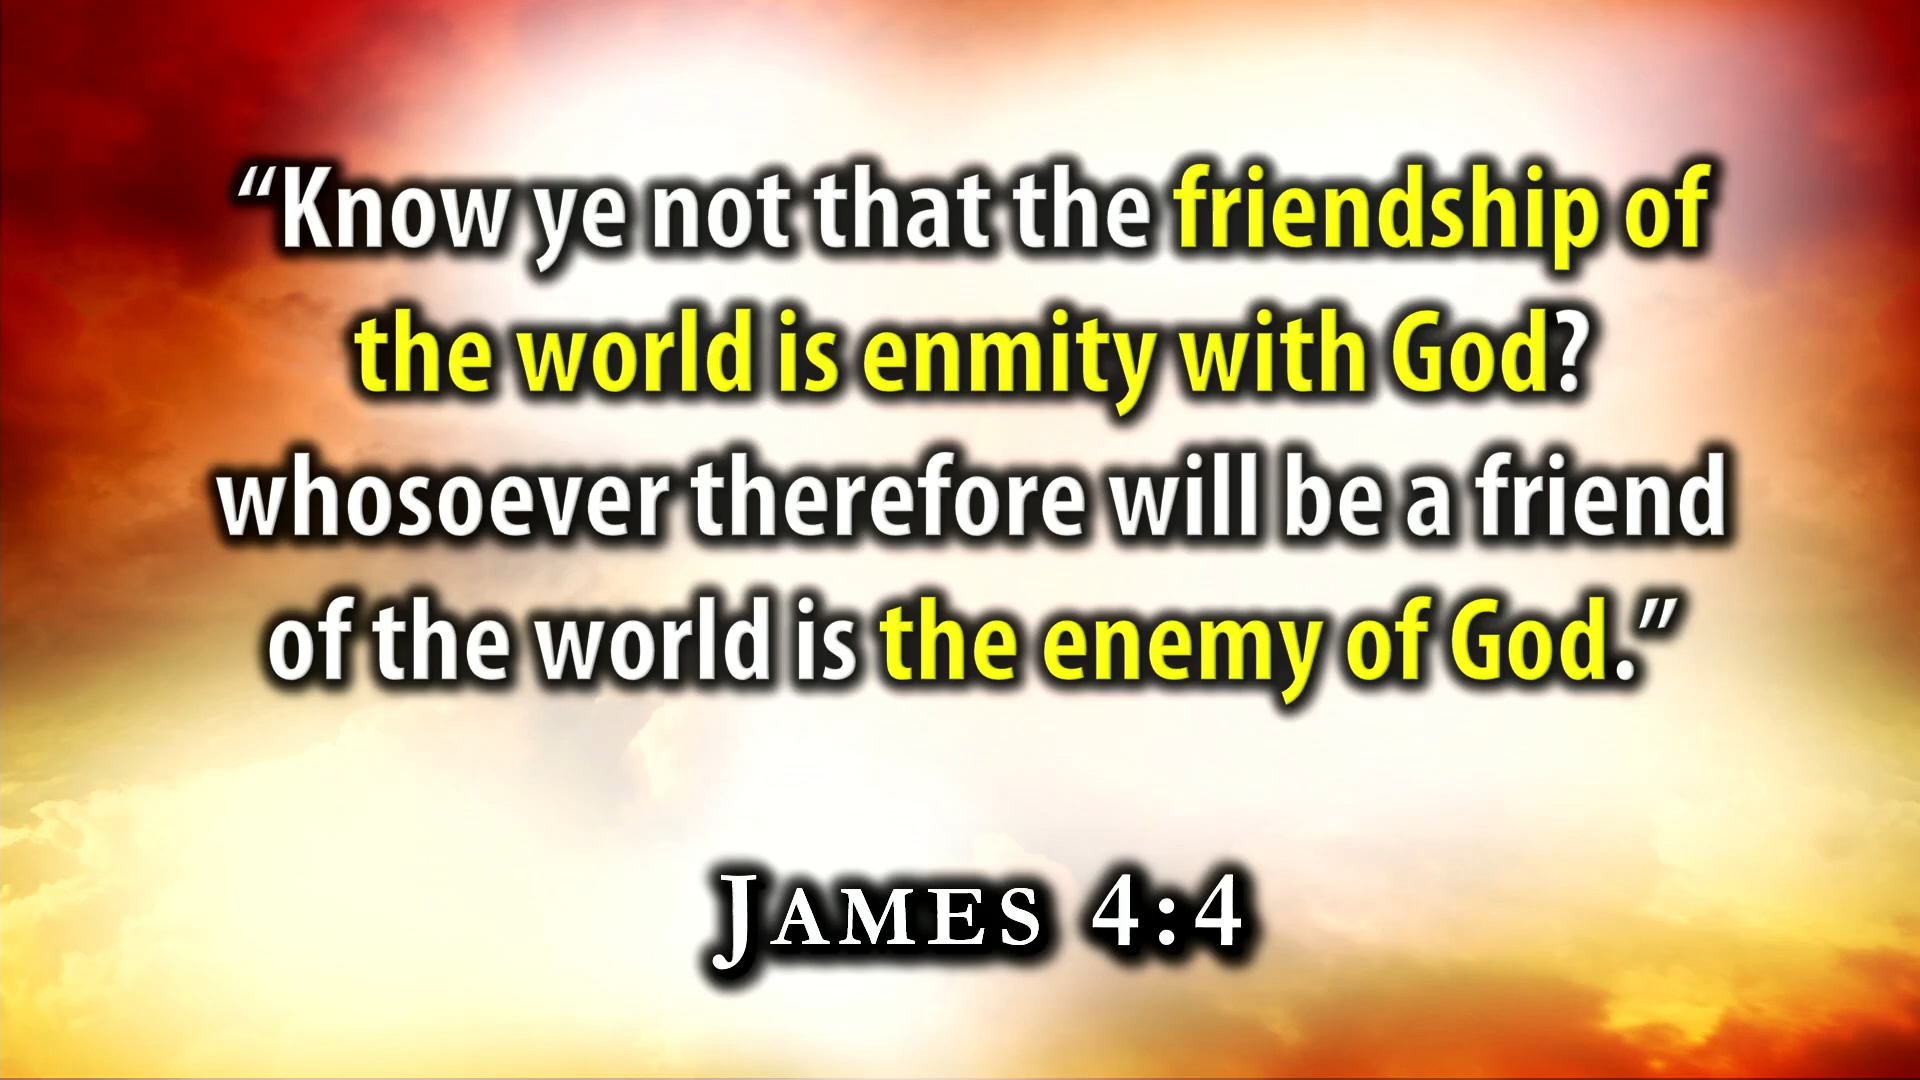 “Know ye not that the friendship of
the world is enmity with God?
whosoever therefore will be a friend
of the world is the enemy of God.”
James 4:4